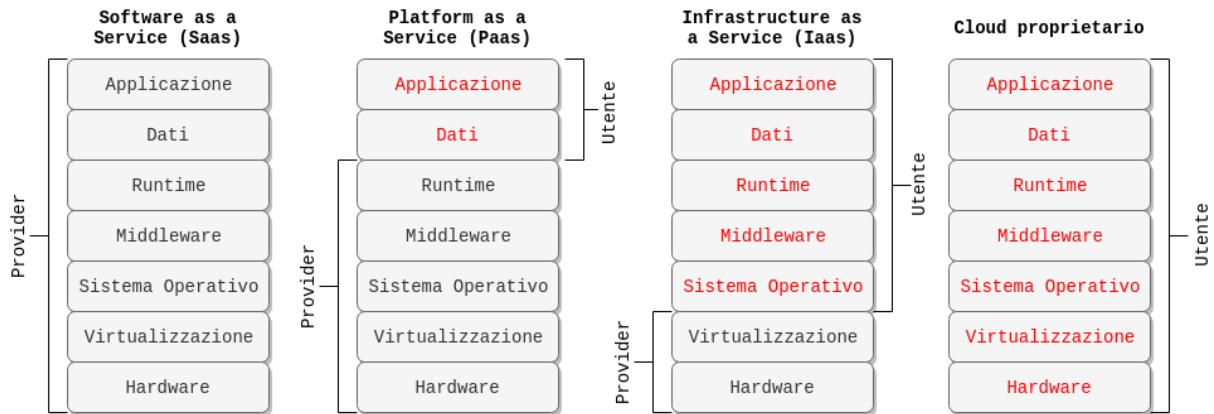 Software as a
Service (Saas)
Provider
Applicazione
Dati
Runtime
Middleware
Sistema Operativo
Virtualizzazione
Hardware
Platform as a
Service (Paas)
Applicazione
Dati
Runtime
Middleware
Sistema Operativo
Virtualizzazione
Hardware
Utente
Provider
Infrastructure as
a Service (Iaas)
Applicazione
Dati
Runtime
Middleware
Sistema Operativo
Virtualizzazione
Hardware
Utente
Provider
Cloud proprietario
Applicazione
Dati
Runtime
Middleware
Sistema Operativo
Virtualizzazione
Hardware
Utente